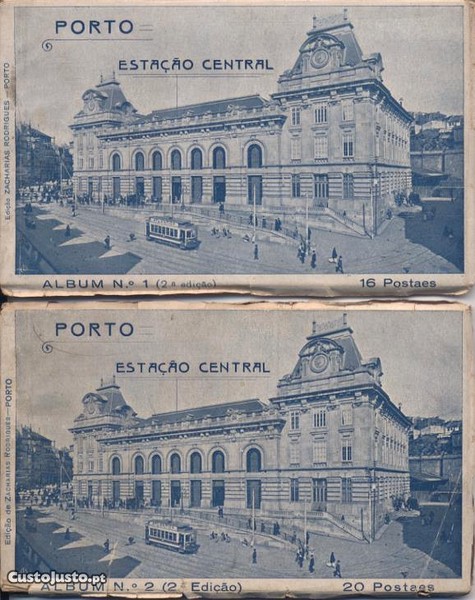 PORTO
ESTAÇÃO CENTRAL
Edição ZACHARIAS RODRIGUES — PORTO
ALBUM N.º 1 (2.ª edição)
16 Postaes
PORTO
ESTAÇÃO CENTRAL
Edição de ZACHARIAS RODRIGUES—PORTO
ALBUM N.º 2 (2.ª Edição)
20 Postaes
CustoJusto.pt